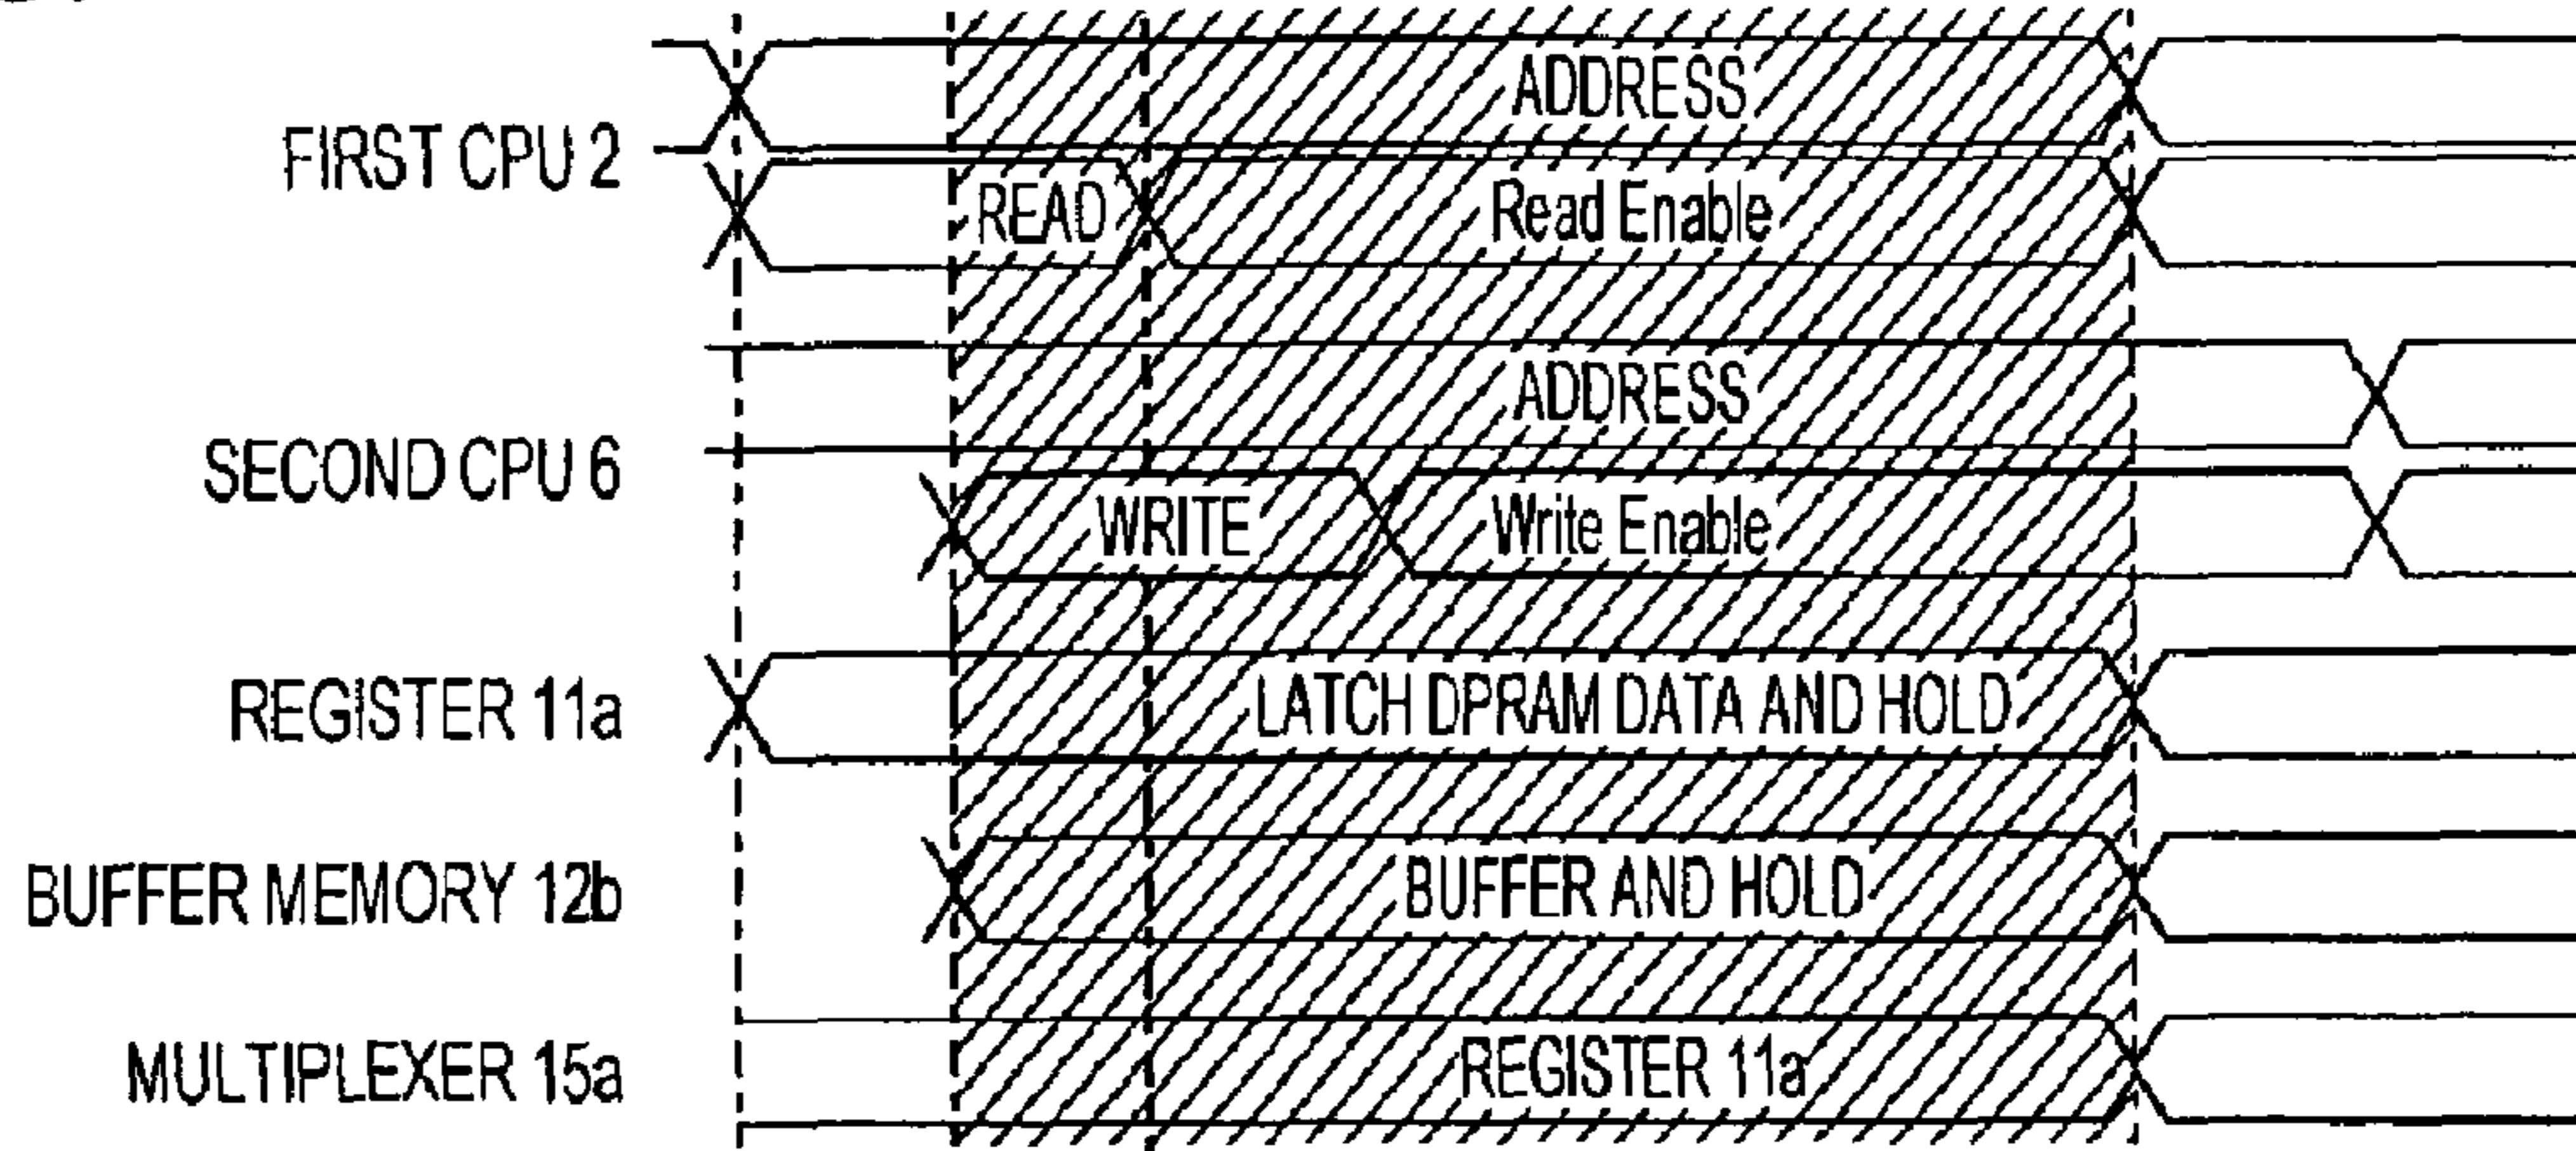 ADDRESS
FIRST CPU 2
READ
Read Enable
ADDRESS
SECOND CPU 6
WRITE
Write Enable
REGISTER 11a
LATCH DPRAM DATA AND HOLD
BUFFER MEMORY 12b
BUFFER AND HOLD
MULTIPLEXER 15a
REGISTER 11a